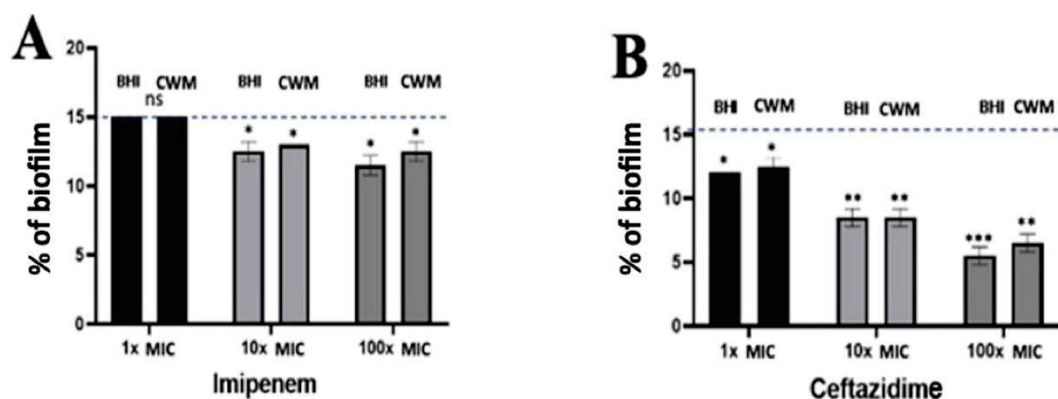 A
% of biofilm
20
15
10
5
0
BHI CWM BHI CWM BHI CWM
ns
* * * *
1x MIC 10x MIC 100x MIC
Imipenem
B
% of biofilm
20
15
10
5
0
BHI CWM BHI CWM BHI CWM
* * ** ** *** **
1x MIC 10x MIC 100x MIC
Ceftazidime